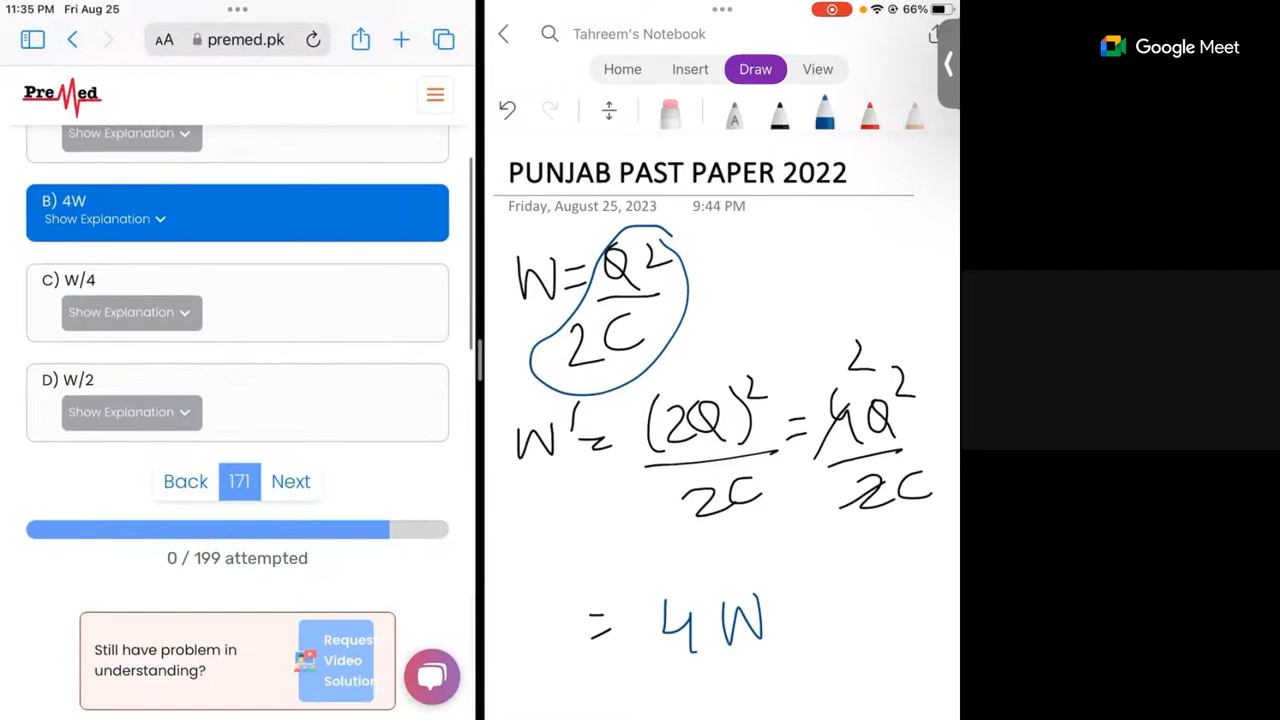 11:35 PM Fri Aug 25
66%
AA premed.pk
PreMed
Show Explanation
B) 4W
Show Explanation
C) W/4
Show Explanation
D) W/2
Show Explanation
Back 171 Next
0 / 199 attempted
Still have problem in
understanding?
Reques
Video
Solution
Tahreem's Notebook
Home Insert Draw View
A
PUNJAB PAST PAPER 2022
Friday, August 25, 2023 9:44 PM
W = Q²
2C
2
W' = (2Q)² = 4Q²
2C 2C
= 4W
Google Meet